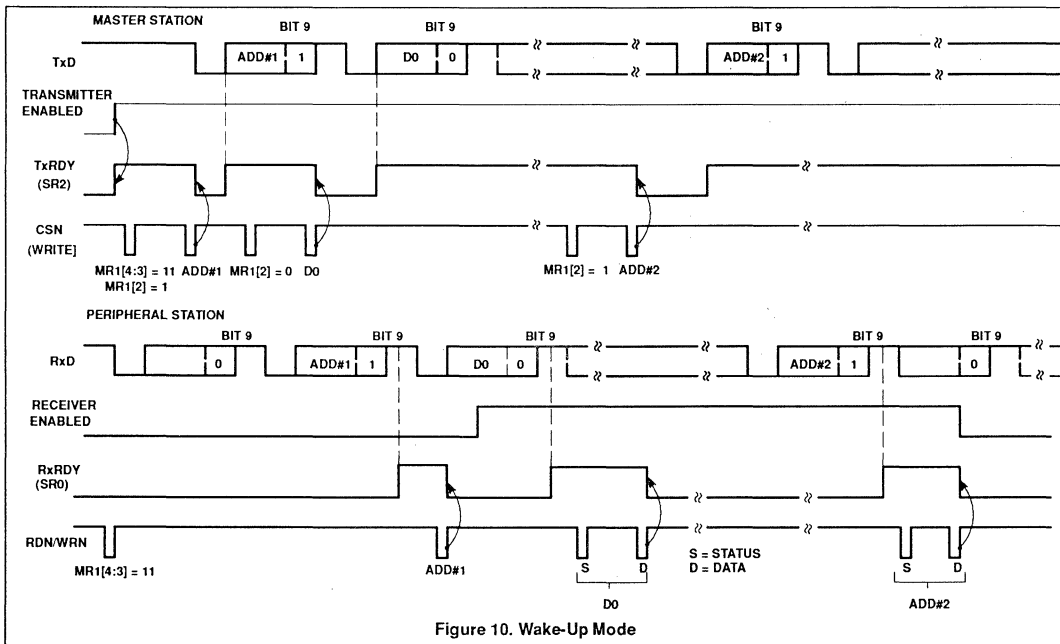 MASTER STATION
BIT 9 BIT 9 BIT 9
TxD ADD#1 1 D0 0 ADD#2 1
TRANSMITTER
ENABLED
TxRDY
(SR2)
CSN
(WRITE]
MR1[4:3] = 11 ADD#1 MR1[2] = 0 D0 MR1[2] = 1 ADD#2
MR1[2] = 1
PERIPHERAL STATION
BIT 9 BIT 9 BIT 9 BIT 9 BIT 9
RxD 0 ADD#1 1 D0 0 ADD#2 1 0
RECEIVER
ENABLED
RxRDY
(SR0)
RDN/WRN
MR1[4:3] = 11 ADD#1 S D S = STATUS S D
D = DATA
D0 ADD#2
Figure 10. Wake-Up Mode